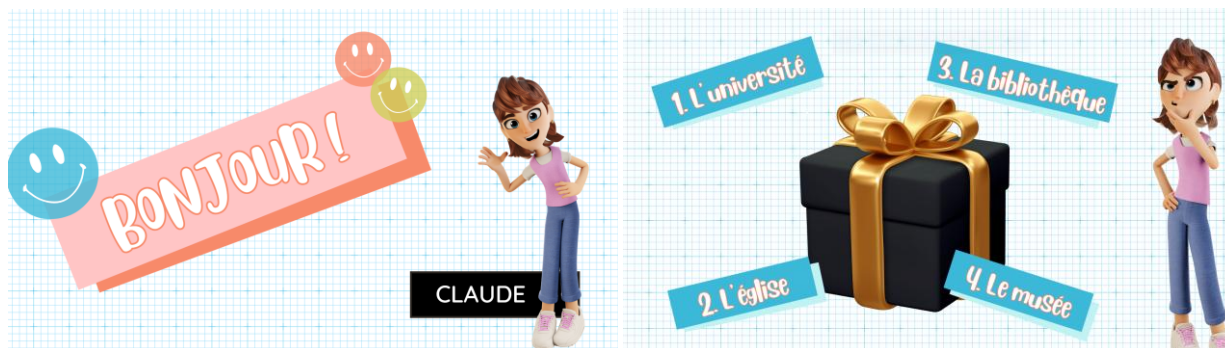 BONJOUR !
CLAUDE
1. L'université
3. La bibliothèque
2. L'église
4. Le musée